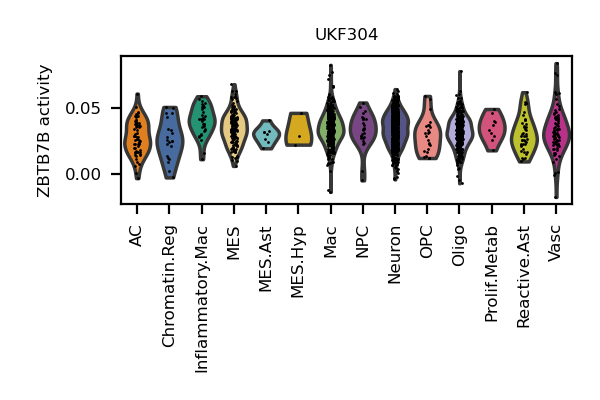 UKF304
ZBTB7B activity
0.05
0.00
AC
Chromatin.Reg
Inflammatory.Mac
MES
MES.Ast
MES.Hyp
Mac
NPC
Neuron
OPC
Oligo
Prolif.Metab
Reactive.Ast
Vasc